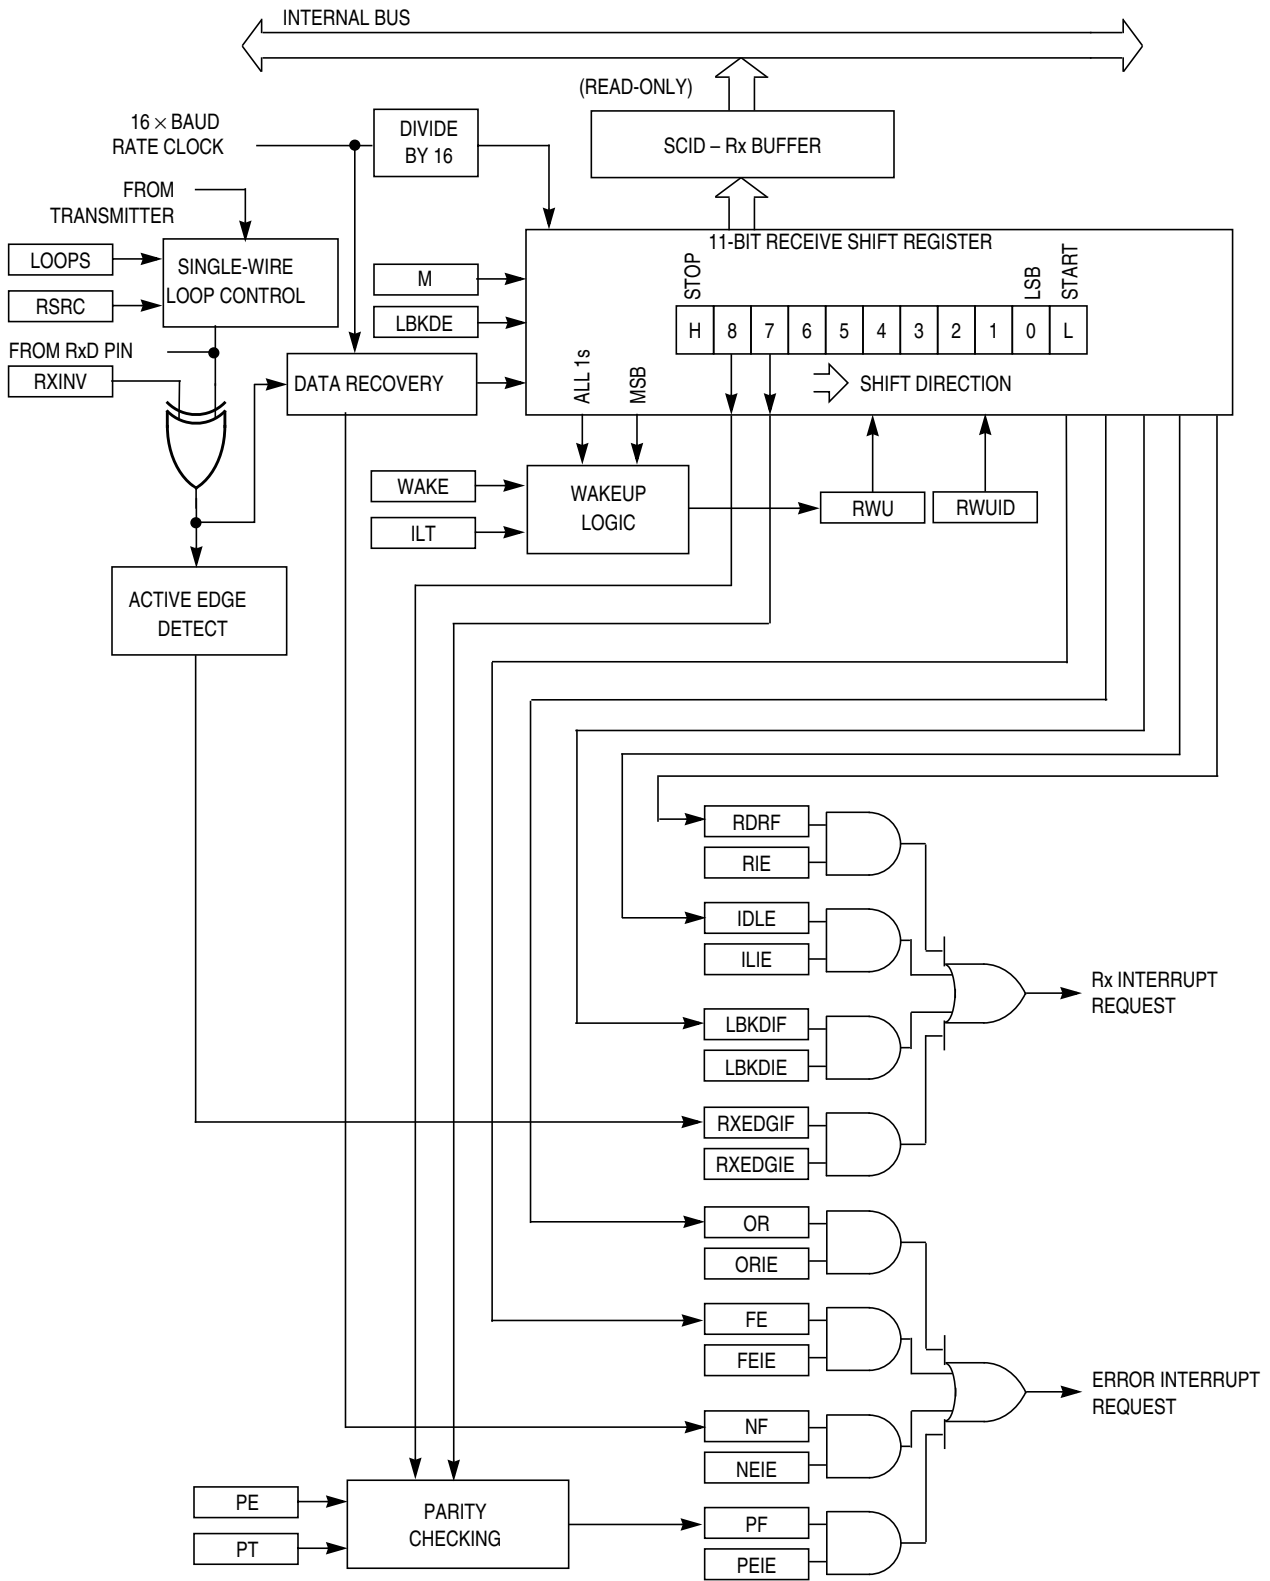 INTERNAL BUS
(READ-ONLY)
16 × BAUD
RATE CLOCK
DIVIDE
BY 16
SCID – Rx BUFFER
FROM
TRANSMITTER
11-BIT RECEIVE SHIFT REGISTER
LOOPS
SINGLE-WIRE
LOOP CONTROL
RSRC
M
LBKDE
STOP
LSB
START
H 8 7 6 5 4 3 2 1 0 L
FROM RxD PIN
RXINV
DATA RECOVERY
ALL 1s
MSB
SHIFT DIRECTION
WAKE
ILT
WAKEUP
LOGIC
RWU
RWUID
ACTIVE EDGE
DETECT
RDRF
RIE
IDLE
ILIE
Rx INTERRUPT
REQUEST
LBKDIF
LBKDIE
RXEDGIF
RXEDGIE
OR
ORIE
FE
FEIE
ERROR INTERRUPT
REQUEST
NF
NEIE
PE
PT
PARITY
CHECKING
PF
PEIE